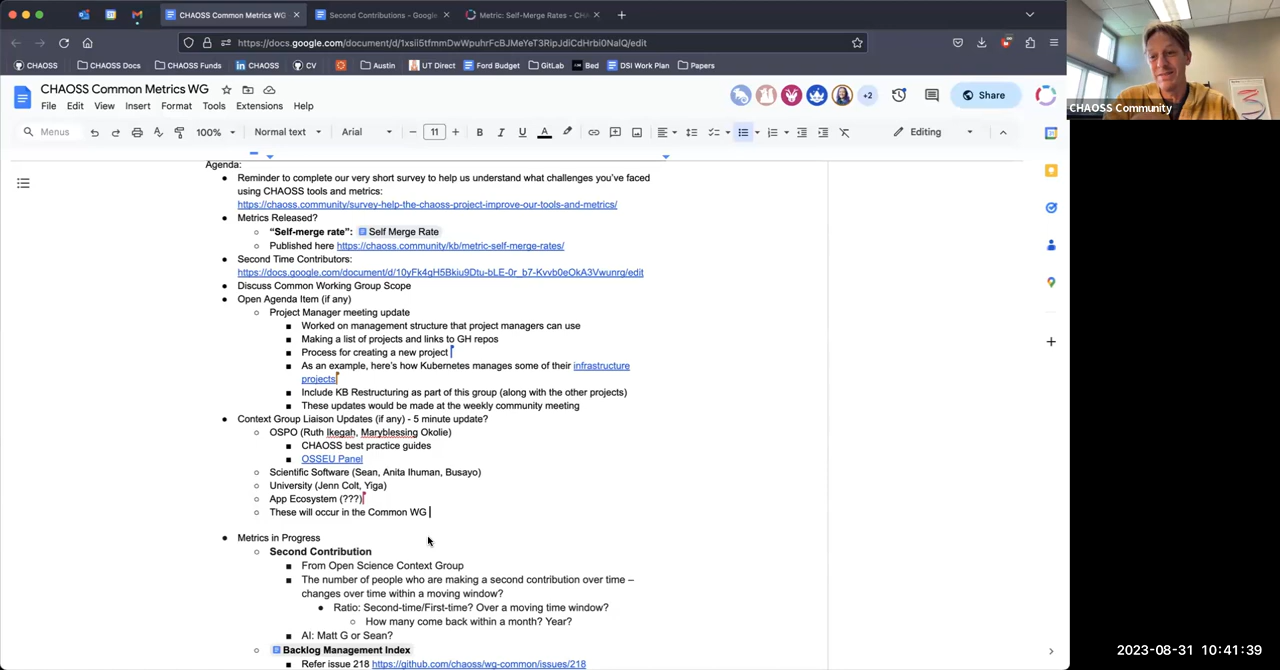 CHAOSS Common Metrics WG
Second Contributions - Google
Metric: Self-Merge Rates - CHA
https://docs.google.com/document/d/1xsii5tfmmDwWpuhrFcBJMeYeT3RipJdiCdHrbi0NalQ/edit
CHAOSS
CHAOSS Docs
CHAOSS Funds
CHAOSS
CV
Austin
UT Direct
Ford Budget
GitLab
Bed
DSI Work Plan
Papers
CHAOSS Community
CHAOSS Common Metrics WG
+2
Share
File Edit View Insert Format Tools Extensions Help
Menus
100%
Normal text
Arial
11
Editing
Agenda:
Reminder to complete our very short survey to help us understand what challenges you've faced
using CHAOSS tools and metrics:
https://chaoss.community/survey-help-the-chaoss-project-improve-our-tools-and-metrics/
Metrics Released?
"Self-merge rate": Self Merge Rate
Published here https://chaoss.community/kb/metric-self-merge-rates/
Second Time Contributors:
https://docs.google.com/document/d/10yFk4gH5Bkiu9Dtu-bLE-0r_b7-Kvvb0eOkA3Vwunrg/edit
Discuss Common Working Group Scope
Open Agenda Item (if any)
Project Manager meeting update
Worked on management structure that project managers can use
Making a list of projects and links to GH repos
Process for creating a new project
As an example, here's how Kubernetes manages some of their infrastructure
projects
Include KB Restructuring as part of this group (along with the other projects)
These updates would be made at the weekly community meeting
Context Group Liaison Updates (if any) - 5 minute update?
OSPO (Ruth Ikegah, Maryblessing Okolie)
CHAOSS best practice guides
OSSEU Panel
Scientific Software (Sean, Anita Ihuman, Busayo)
University (Jenn Colt, Yiga)
App Ecosystem (???)
These will occur in the Common WG
Metrics in Progress
Second Contribution
From Open Science Context Group
The number of people who are making a second contribution over time –
changes over time within a moving window?
Ratio: Second-time/First-time? Over a moving time window?
How many come back within a month? Year?
AI: Matt G or Sean?
Backlog Management Index
Refer issue 218 https://github.com/chaoss/wg-common/issues/218
2023-08-31 10:41:39